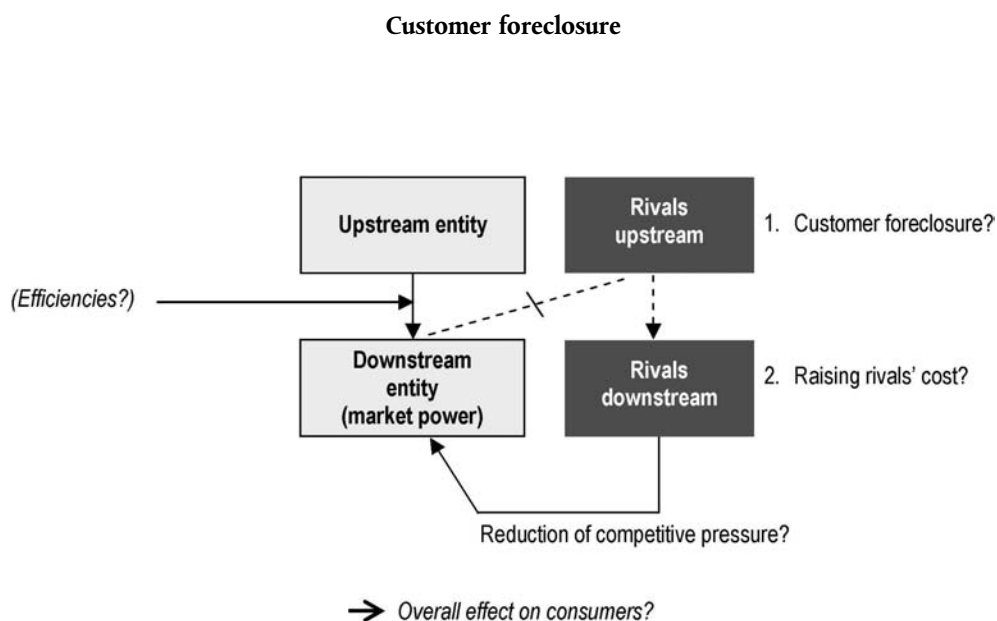 Customer foreclosure
Upstream entity
Rivals
upstream
1. Customer foreclosure?
(Efficiencies?)
Downstream
entity
(market power)
Rivals
downstream
2. Raising rivals’ cost?
Reduction of competitive pressure?
Overall effect on consumers?